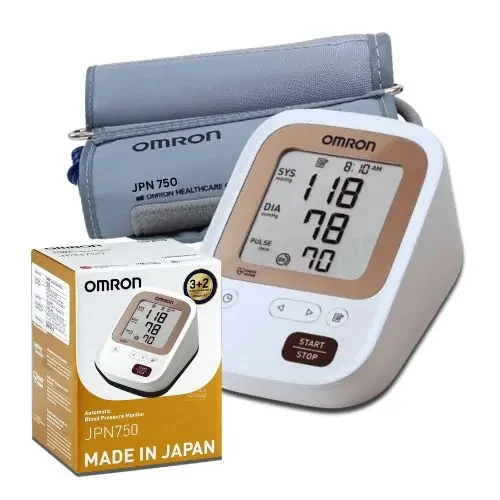 OMRON
JPN 750
OMRON HEALTHCARE
OMRON
8:10 AM
SYS
mmHg
118
DIA
mmHg
78
PULSE
/min
70
START
STOP
OMRON
3+2
118
78
70
Automatic
Blood Pressure Monitor
JPN750
MADE IN JAPAN